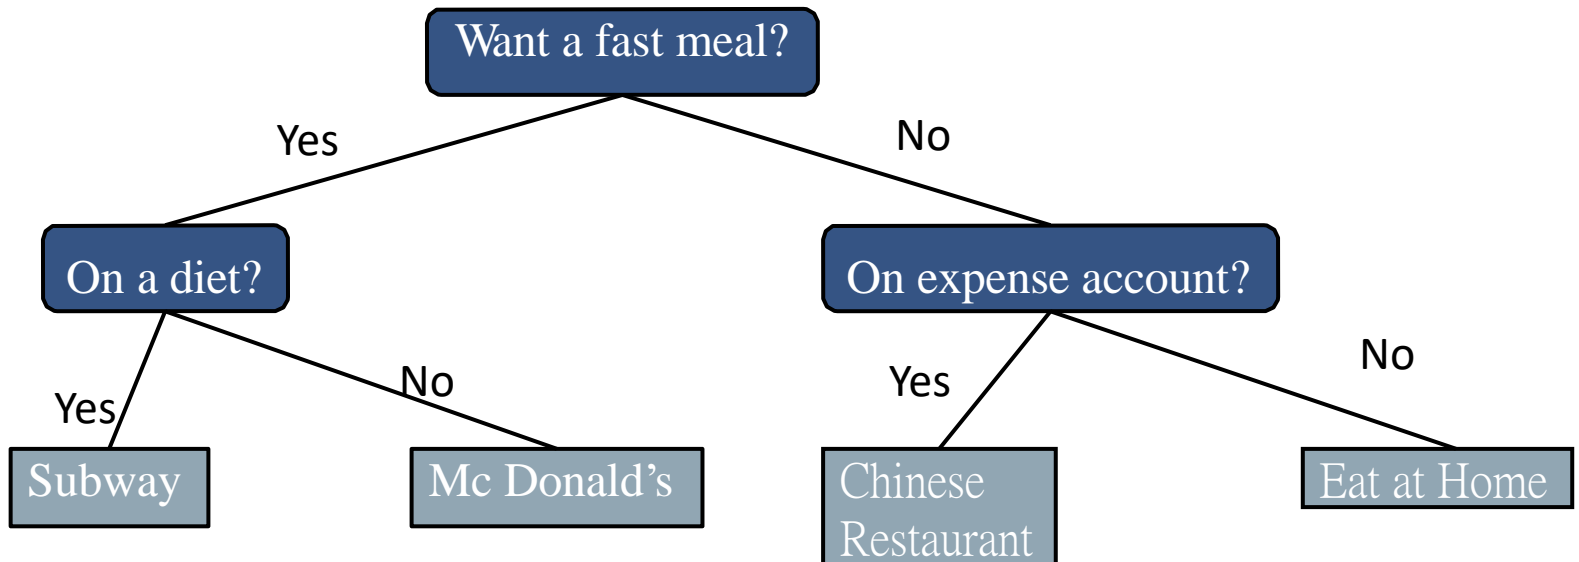 Want a fast meal?
Yes
No
On a diet?
On expense account?
Yes
No
Yes
No
Subway
Mc Donald’s
Chinese
Restaurant
Eat at Home